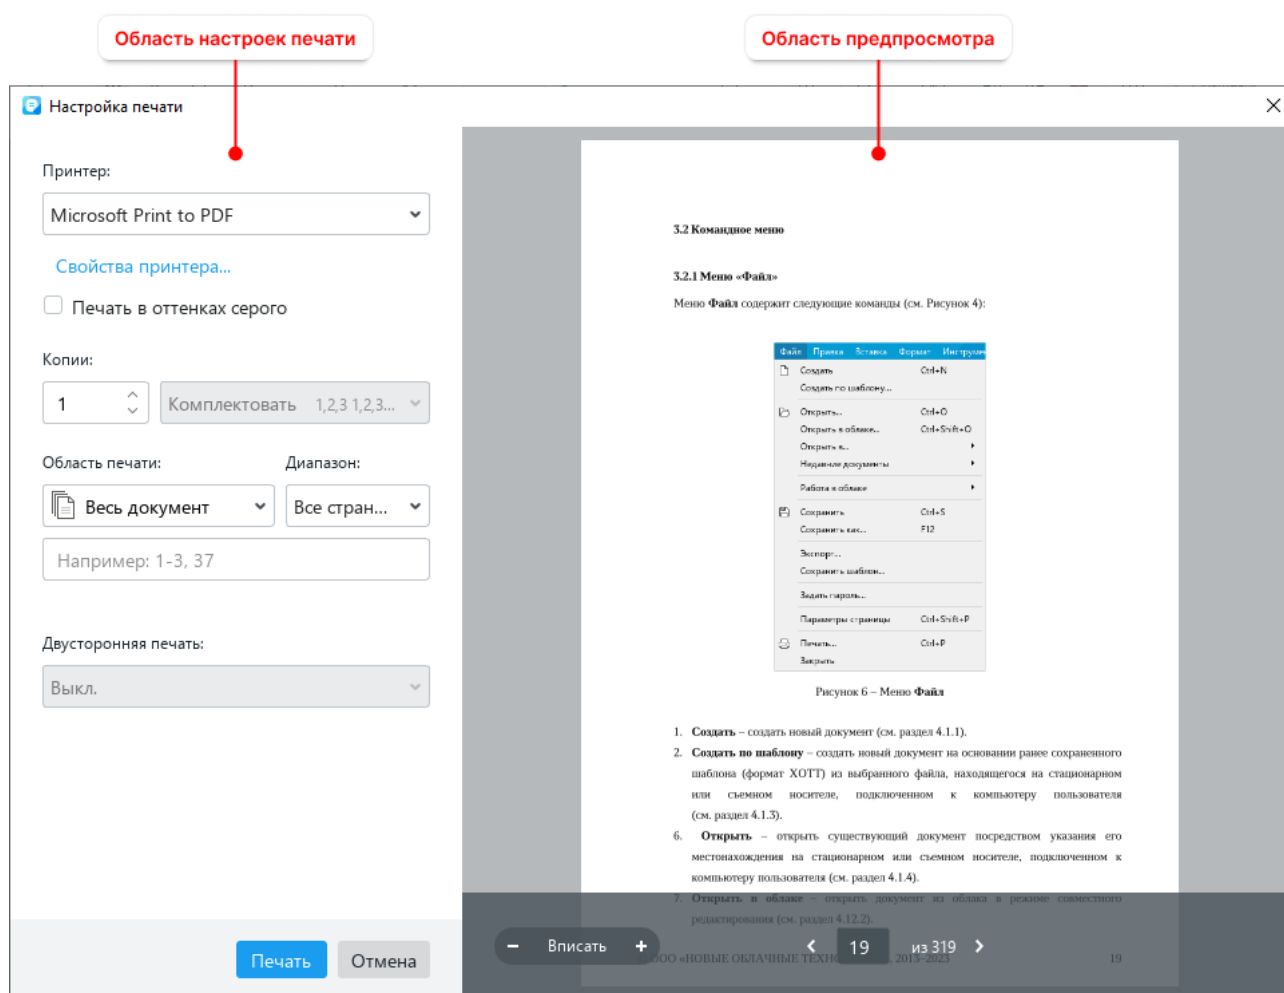 Область настроек печати
Область предпросмотра
Настройка печати
Принтер:
Microsoft Print to PDF
Свойства принтера...
Печать в оттенках серого
Копии:
1
Комплектовать 1,2,3 1,2,3...
Область печати:
Диапазон:
Весь документ
Все стран...
Например: 1-3, 37
Двусторонняя печать:
Выкл.
Печать
Отмена
3.2 Командное меню
3.2.1 Меню «Файл»
Меню Файл содержит следующие команды (см. Рисунок 4):
Файл Правка Вставка Формат Инструмен
Создать Ctrl+N
Создать по шаблону...
Открыть... Ctrl+O
Открыть в облаке... Ctrl+Shift+O
Открыть в...
Недавние документы
Работа в облаке
Сохранить Ctrl+S
Сохранить как... F12
Экспорт...
Сохранить шаблон...
Задать пароль...
Параметры страницы Ctrl+Shift+P
Печать... Ctrl+P
Закрыть
Рисунок 6 – Меню Файл
1. Создать – создать новый документ (см. раздел 4.1.1).
2. Создать по шаблону – создать новый документ на основании ранее сохраненного
шаблона (формат XOTT) из выбранного файла, находящегося на стационарном
или съемном носителе, подключенном к компьютеру пользователя
(см. раздел 4.1.3).
6. Открыть – открыть существующий документ посредством указания его
местонахождения на стационарном или съемном носителе, подключенном к
компьютеру пользователя (см. раздел 4.1.4).
7. Открыть в облаке – открыть документ из облака в режиме совместного
редактирования (см. раздел 4.12.2).
− Вписать +
19 из 319
ООО «НОВЫЕ ОБЛАЧНЫЕ 2013–2023 19